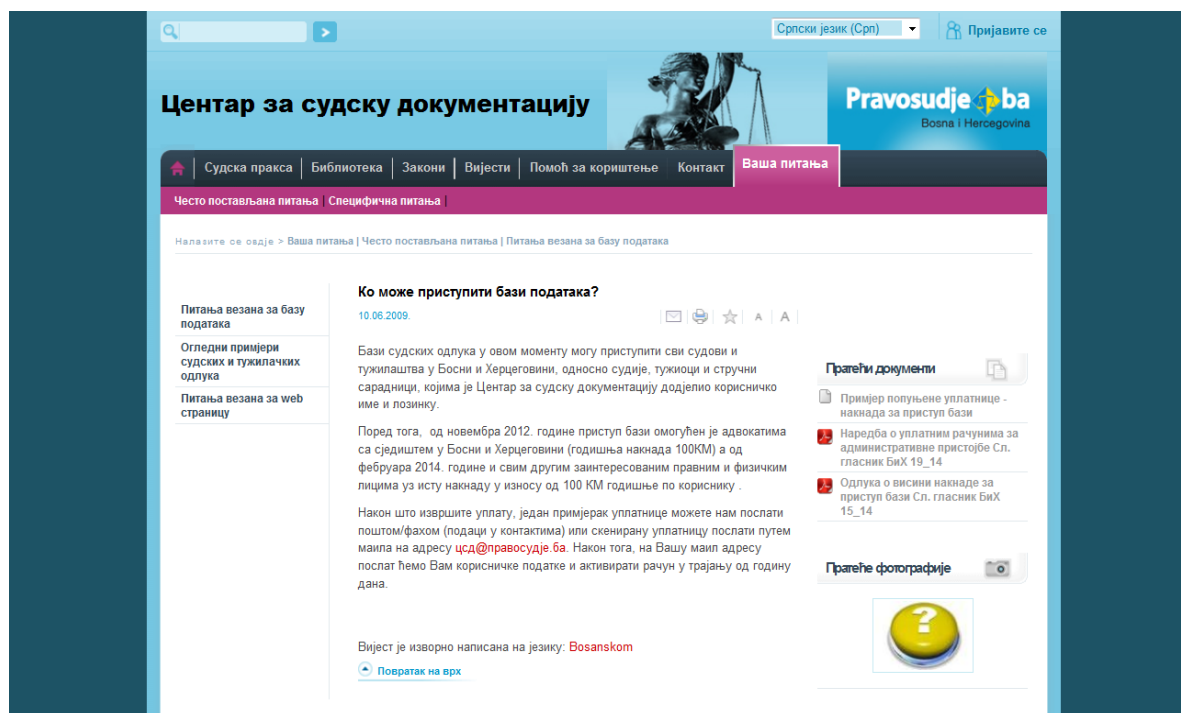 Српски језик (Срп)
Пријавите се
Центар за судску документацију
Pravosudje ba
Bosna i Hercegovina
Судска пракса | Библиотека | Закони | Вијести | Помоћ за кориштење Контакт Ваша питања
Често постављана питања | Специфична питања |
Налазите се овдје > Ваша питања | Често постављана питања | Питања везана за базу података
Питања везана за базу
података
Огледни примјери
судских и тужилачких
одлука
Питања везана за web
страницу
Ко може приступити бази података?
10.06.2009.
A | A
Бази судских одлука у овом моменту могу приступити сви судови и
тужилаштва у Босни и Херцеговини, односно судије, тужиоци и стручни
сарадници, којима је Центар за судску документацију додјелио корисничко
име и лозинку.
Поред тога, од новембра 2012. године приступ бази омогућен је адвокатима
са сједиштем у Босни и Херцеговини (годишња накнада 100КМ) а од
фебруара 2014. године и свим другим заинтересованим правним и физичким
лицима уз исту накнаду у износу од 100 КМ годишње по кориснику .
Након што извршите уплату, један примјерак уплатнице можете нам послати
поштом/фахом (подаци у контактима) или скенирану уплатницу послати путем
маила на адресу цсд@правосудје.ба. Након тога, на Вашу маил адресу
послат ћемо Вам корисничке податке и активирати рачун у трајању од годину
дана.
Вијест је изворно написана на језику: Bosanskom
Повратак на врх
Пратећи документи
Примјер попуњене уплатнице -
накнада за приступ бази
Наредба о уплатним рачунима за
административне пристојбе Сл.
гласник БиХ 19_14
Одлука о висини накнаде за
приступ бази Сл. гласник БиХ
15_14
Пратеће фотографије
?